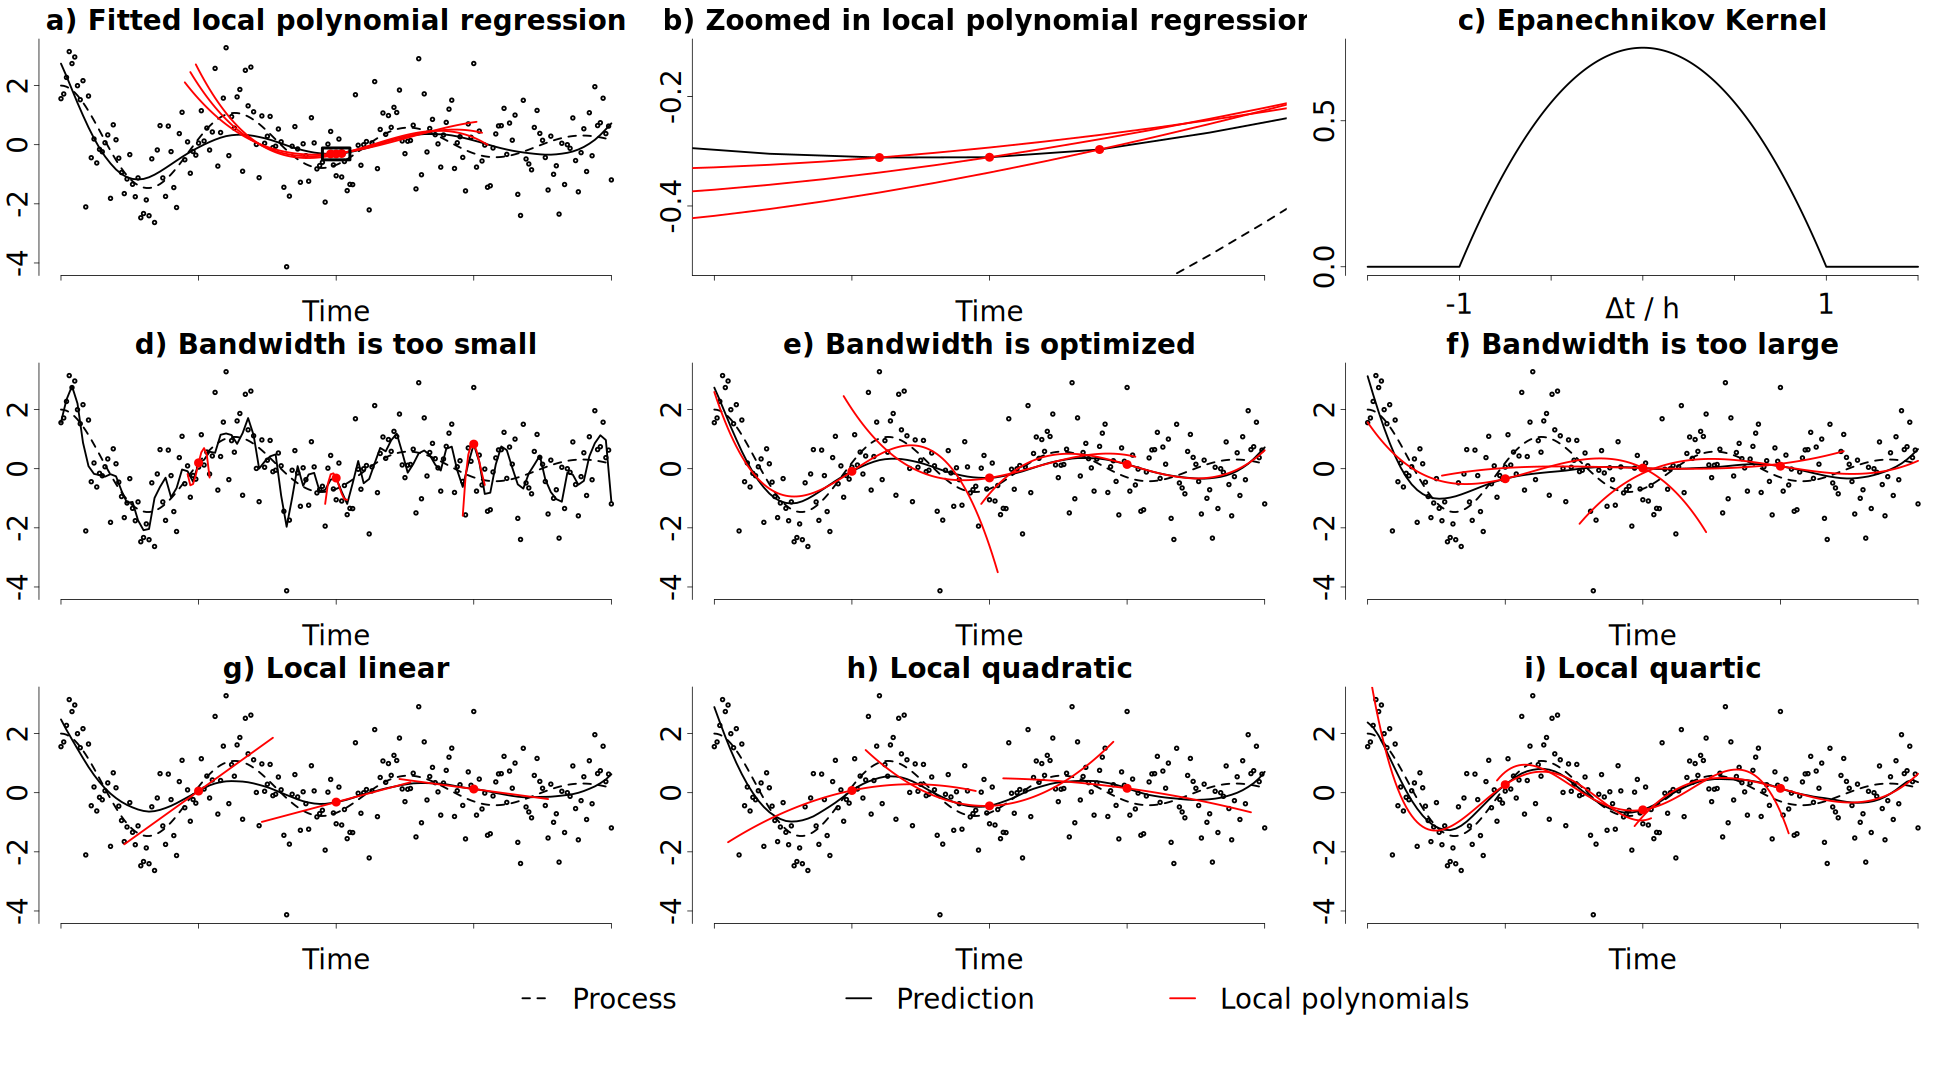 a) Fitted local polynomial regression
2
0
-2
-4
Time
b) Zoomed in local polynomial regression
-0.2
-0.4
Time
c) Epanechnikov Kernel
0.5
0.0
-1
Δt / h
1
d) Bandwidth is too small
2
0
-2
-4
Time
e) Bandwidth is optimized
2
0
-2
-4
Time
f) Bandwidth is too large
2
0
-2
-4
Time
g) Local linear
2
0
-2
-4
Time
h) Local quadratic
2
0
-2
-4
Time
i) Local quartic
2
0
-2
-4
Time
Process
Prediction
Local polynomials